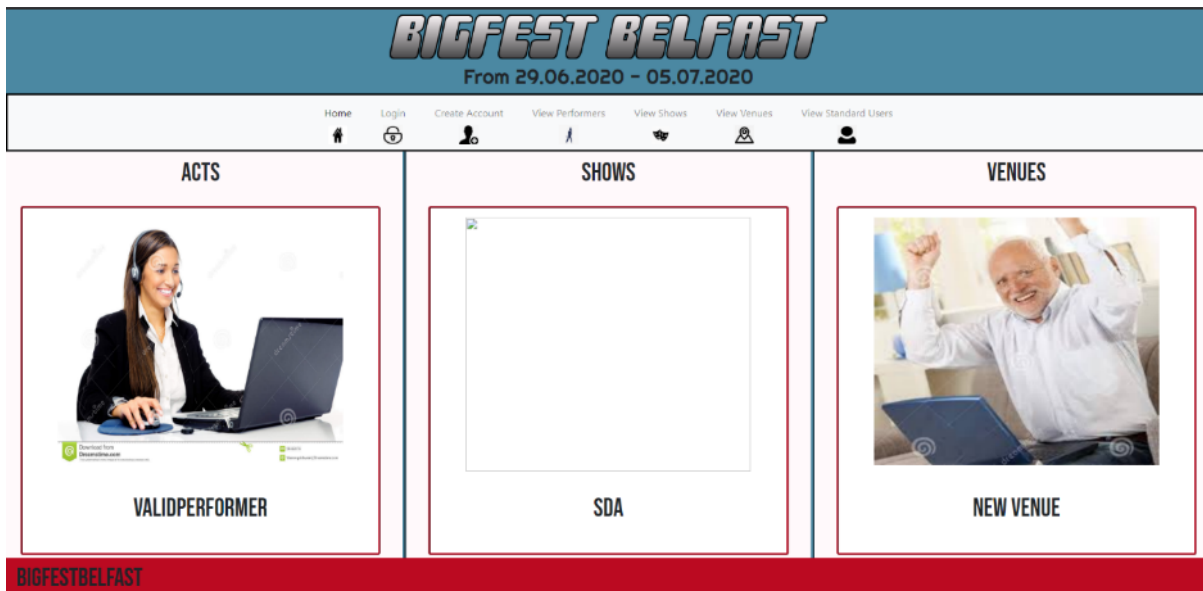 BIGFEST BELFAST
From 29.06.2020 - 05.07.2020
Home Login Create Account View Performers View Shows View Venues View Standard Users
ACTS
SHOWS
VENUES
dreamstime
Download from
Dreamstime.com
VALIDPERFORMER
SDA
NEW VENUE
BIGFESTBELFAST